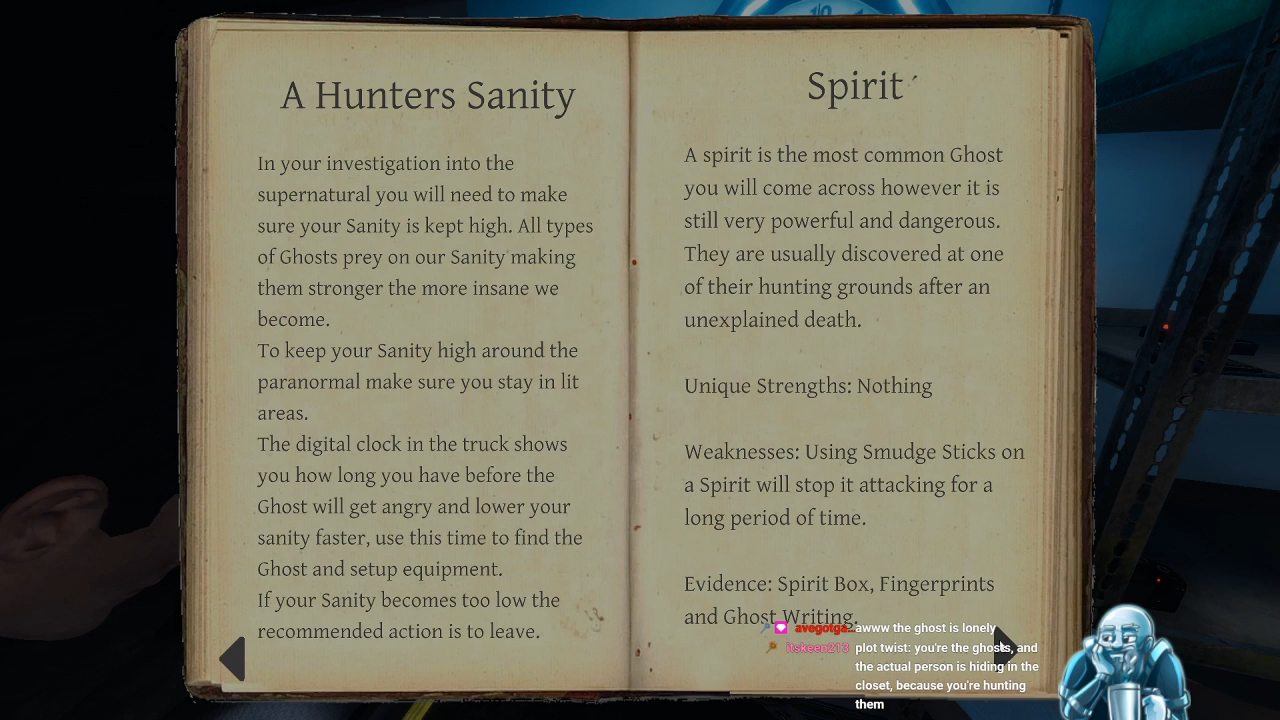 A Hunters Sanity
In your investigation into the
supernatural you will need to make
sure your Sanity is kept high. All types
of Ghosts prey on our Sanity making
them stronger the more insane we
become.
To keep your Sanity high around the
paranormal make sure you stay in lit
areas.
The digital clock in the truck shows
you how long you have before the
Ghost will get angry and lower your
sanity faster, use this time to find the
Ghost and setup equipment.
If your Sanity becomes too low the
recommended action is to leave.
Spirit
A spirit is the most common Ghost
you will come across however it is
still very powerful and dangerous.
They are usually discovered at one
of their hunting grounds after an
unexplained death.
Unique Strengths: Nothing
Weaknesses: Using Smudge Sticks on
a Spirit will stop it attacking for a
long period of time.
Evidence: Spirit Box, Fingerprints
and Ghost Writing.
awww the ghost is lonely
itskeen213 plot twist: you're the ghosts, and
the actual person is hiding in the
closet, because you're hunting
them